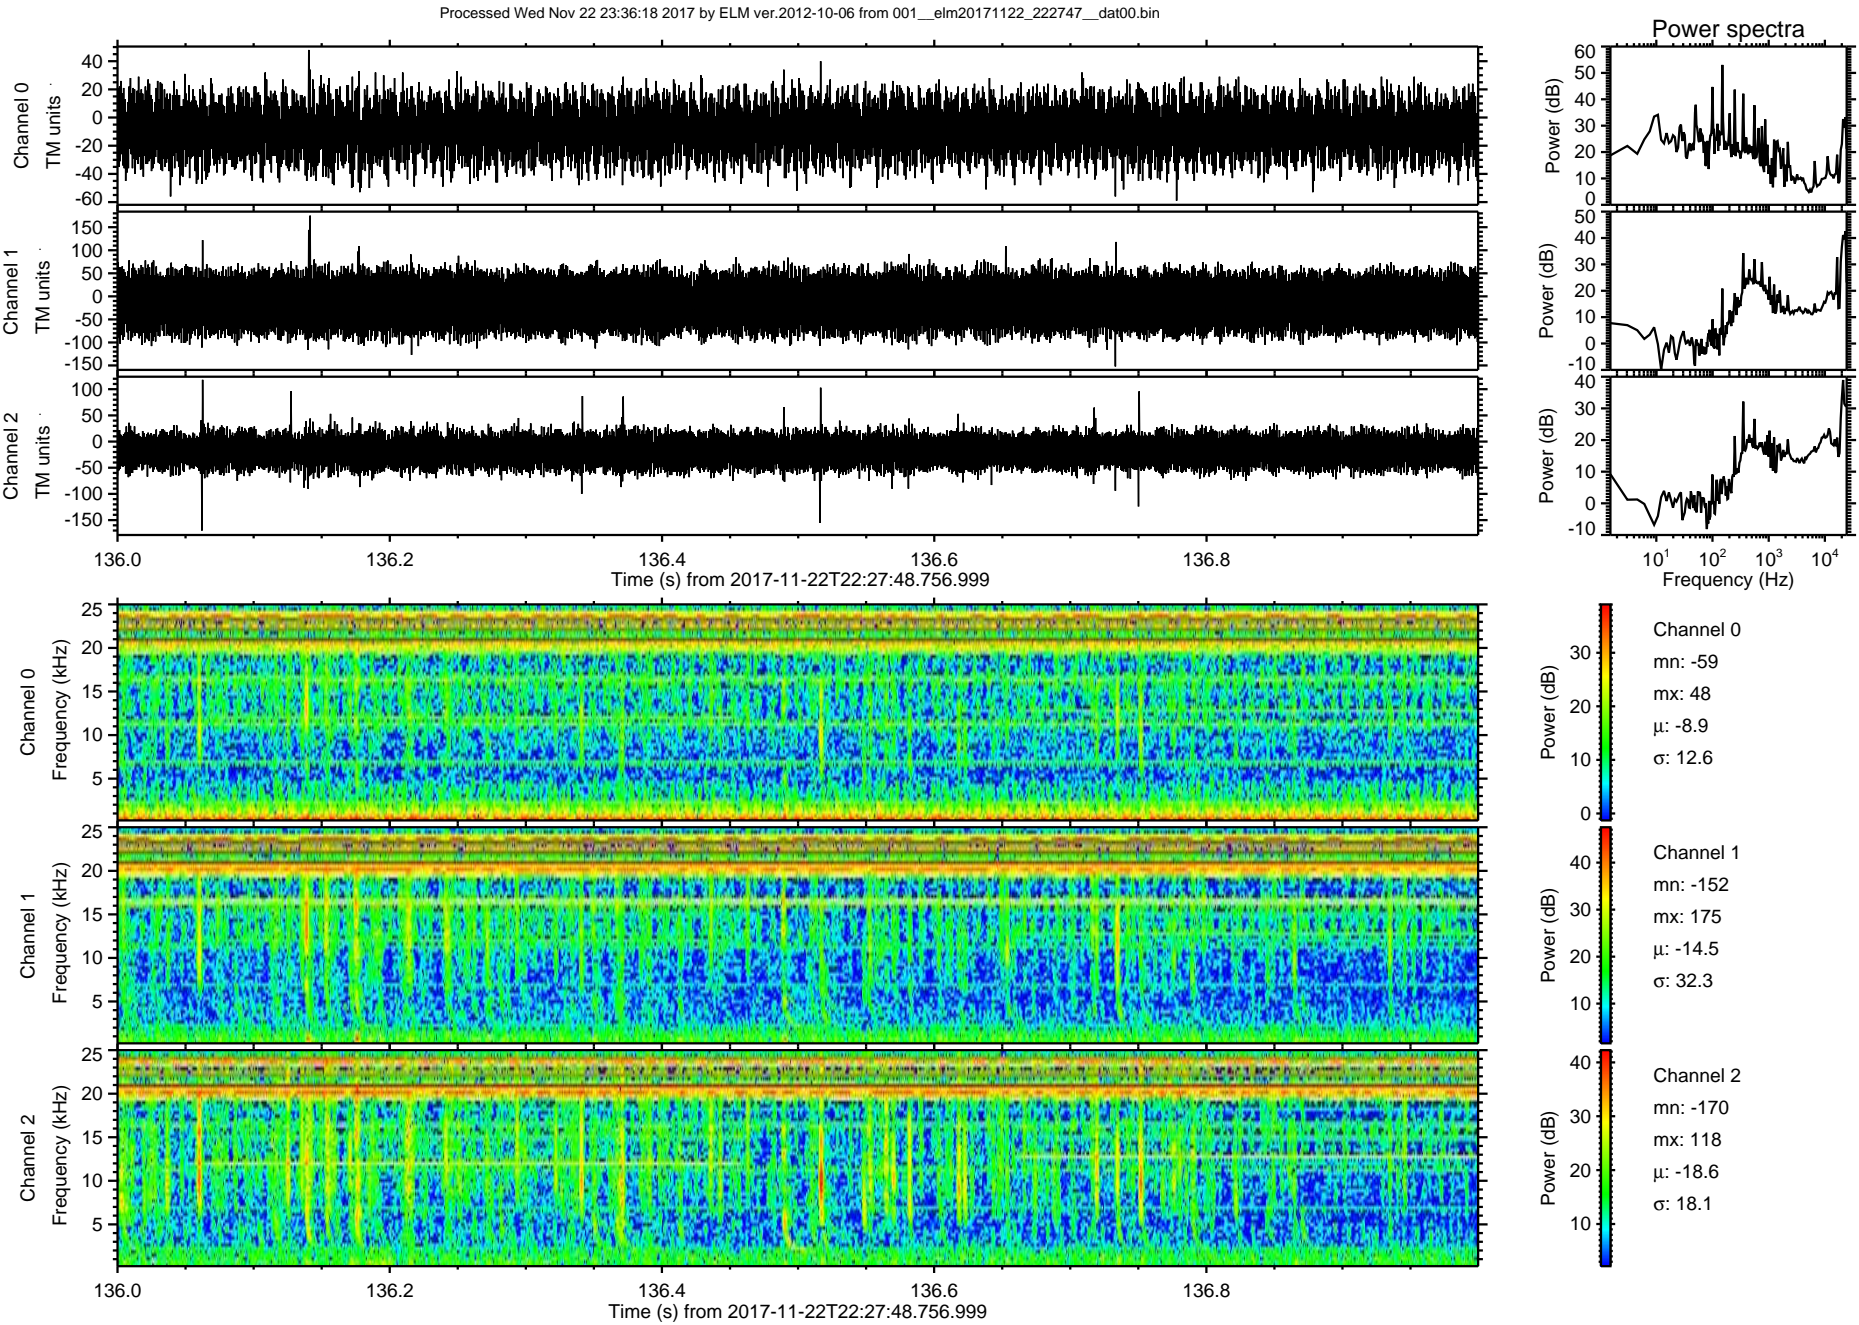 Processed Wed Nov 22 23:36:18 2017 by ELM ver.2012-10-06 from 001__elm20171122_222747__dat00.bin
Power spectra
Channel 0
TM units
40
20
0
-20
-40
-60
Power (dB)
60
50
40
30
20
10
0
Channel 1
TM units
150
100
50
0
-50
-100
-150
Power (dB)
50
40
30
20
10
0
-10
Channel 2
TM units
100
50
0
-50
-100
-150
Power (dB)
40
30
20
10
0
-10
136.0 136.2 136.4 136.6 136.8
Time (s) from 2017-11-22T22:27:48.756.999
10^1 10^2 10^3 10^4
Frequency (Hz)
Channel 0
Frequency (kHz)
25
20
15
10
5
Power (dB)
30
20
10
0
Channel 0
mn: -59
mx: 48
μ: -8.9
σ: 12.6
Channel 1
Frequency (kHz)
25
20
15
10
5
Power (dB)
40
30
20
10
Channel 1
mn: -152
mx: 175
μ: -14.5
σ: 32.3
Channel 2
Frequency (kHz)
25
20
15
10
5
Power (dB)
40
30
20
10
Channel 2
mn: -170
mx: 118
μ: -18.6
σ: 18.1
136.0 136.2 136.4 136.6 136.8
Time (s) from 2017-11-22T22:27:48.756.999